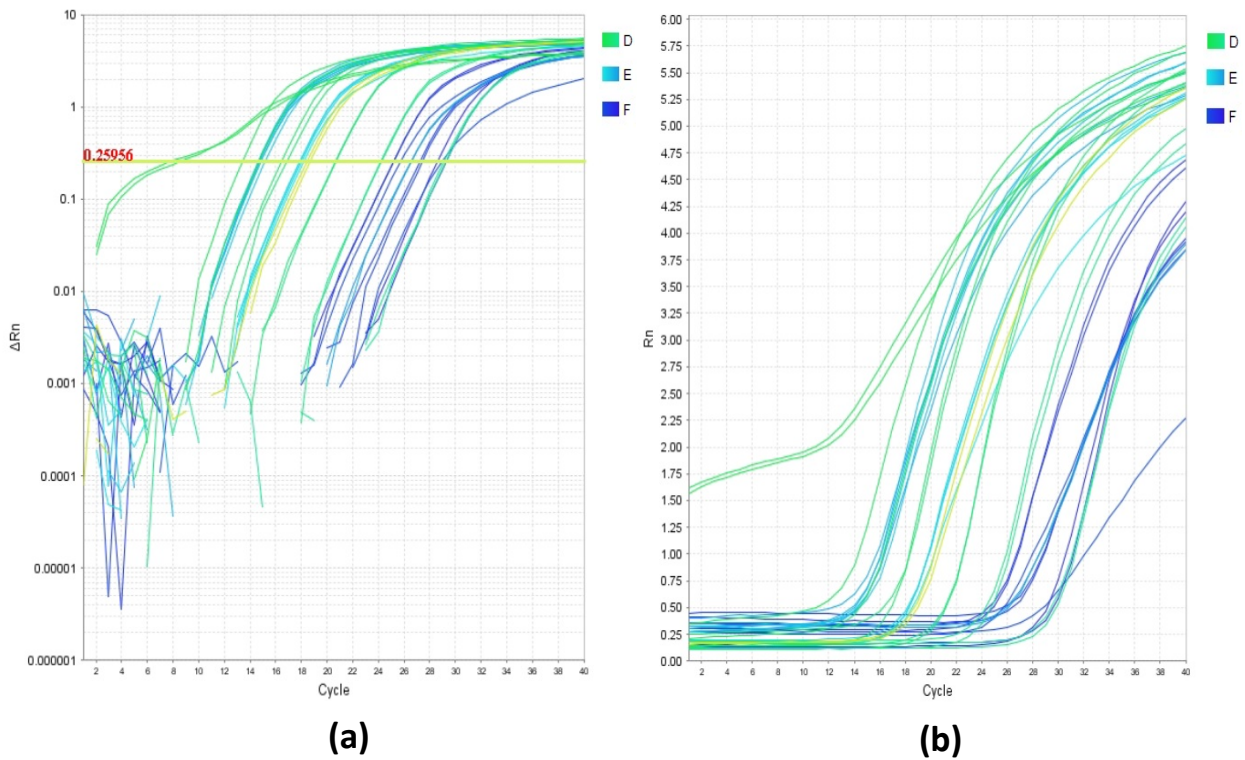 10
1
0.25956
0.1
0.01
0.001
0.0001
0.00001
0.000001
ΔRn
2 4 6 8 10 12 14 16 18 20 22 24 26 28 30 32 34 36 38 40
Cycle
D
E
F
(a)
6.00
5.75
5.50
5.25
5.00
4.75
4.50
4.25
4.00
3.75
3.50
3.25
3.00
2.75
2.50
2.25
2.00
1.75
1.50
1.25
1.00
0.75
0.50
0.25
0.00
Rn
2 4 6 8 10 12 14 16 18 20 22 24 26 28 30 32 34 36 38 40
Cycle
D
E
F
(b)